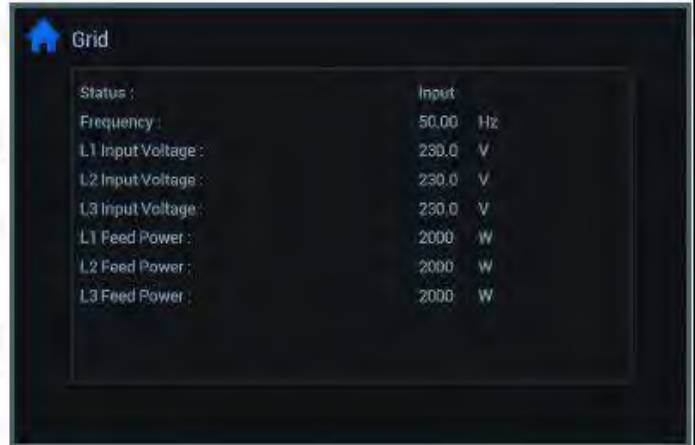 Grid
Status : Input
Frequency : 50.00 Hz
L1 Input Voltage : 230.0 V
L2 Input Voltage : 230.0 V
L3 Input Voltage : 230.0 V
L1 Feed Power : 2000 W
L2 Feed Power : 2000 W
L3 Feed Power : 2000 W